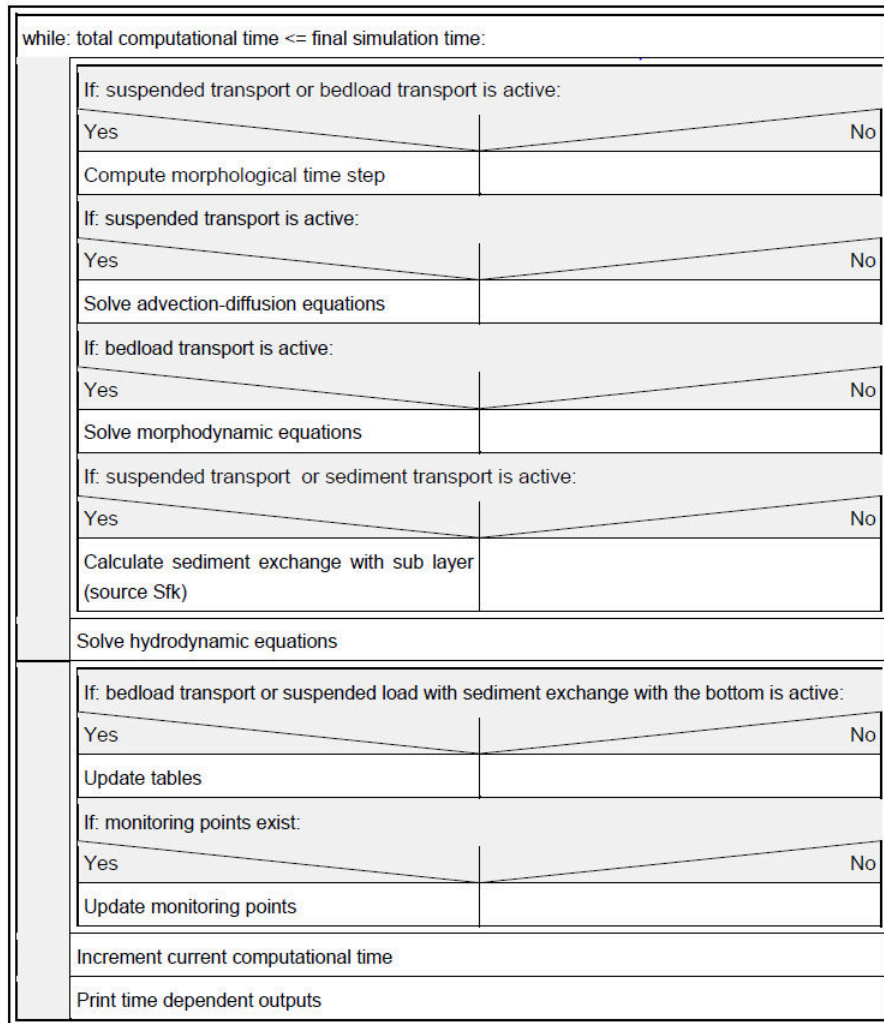 while: total computational time <= final simulation time:
If: suspended transport or bedload transport is active:
Yes
No
Compute morphological time step
If: suspended transport is active:
Yes
No
Solve advection-diffusion equations
If: bedload transport is active:
Yes
No
Solve morphodynamic equations
If: suspended transport or sediment transport is active:
Yes
No
Calculate sediment exchange with sub layer
(source Sfk)
Solve hydrodynamic equations
If: bedload transport or suspended load with sediment exchange with the bottom is active:
Yes
No
Update tables
If: monitoring points exist:
Yes
No
Update monitoring points
Increment current computational time
Print time dependent outputs